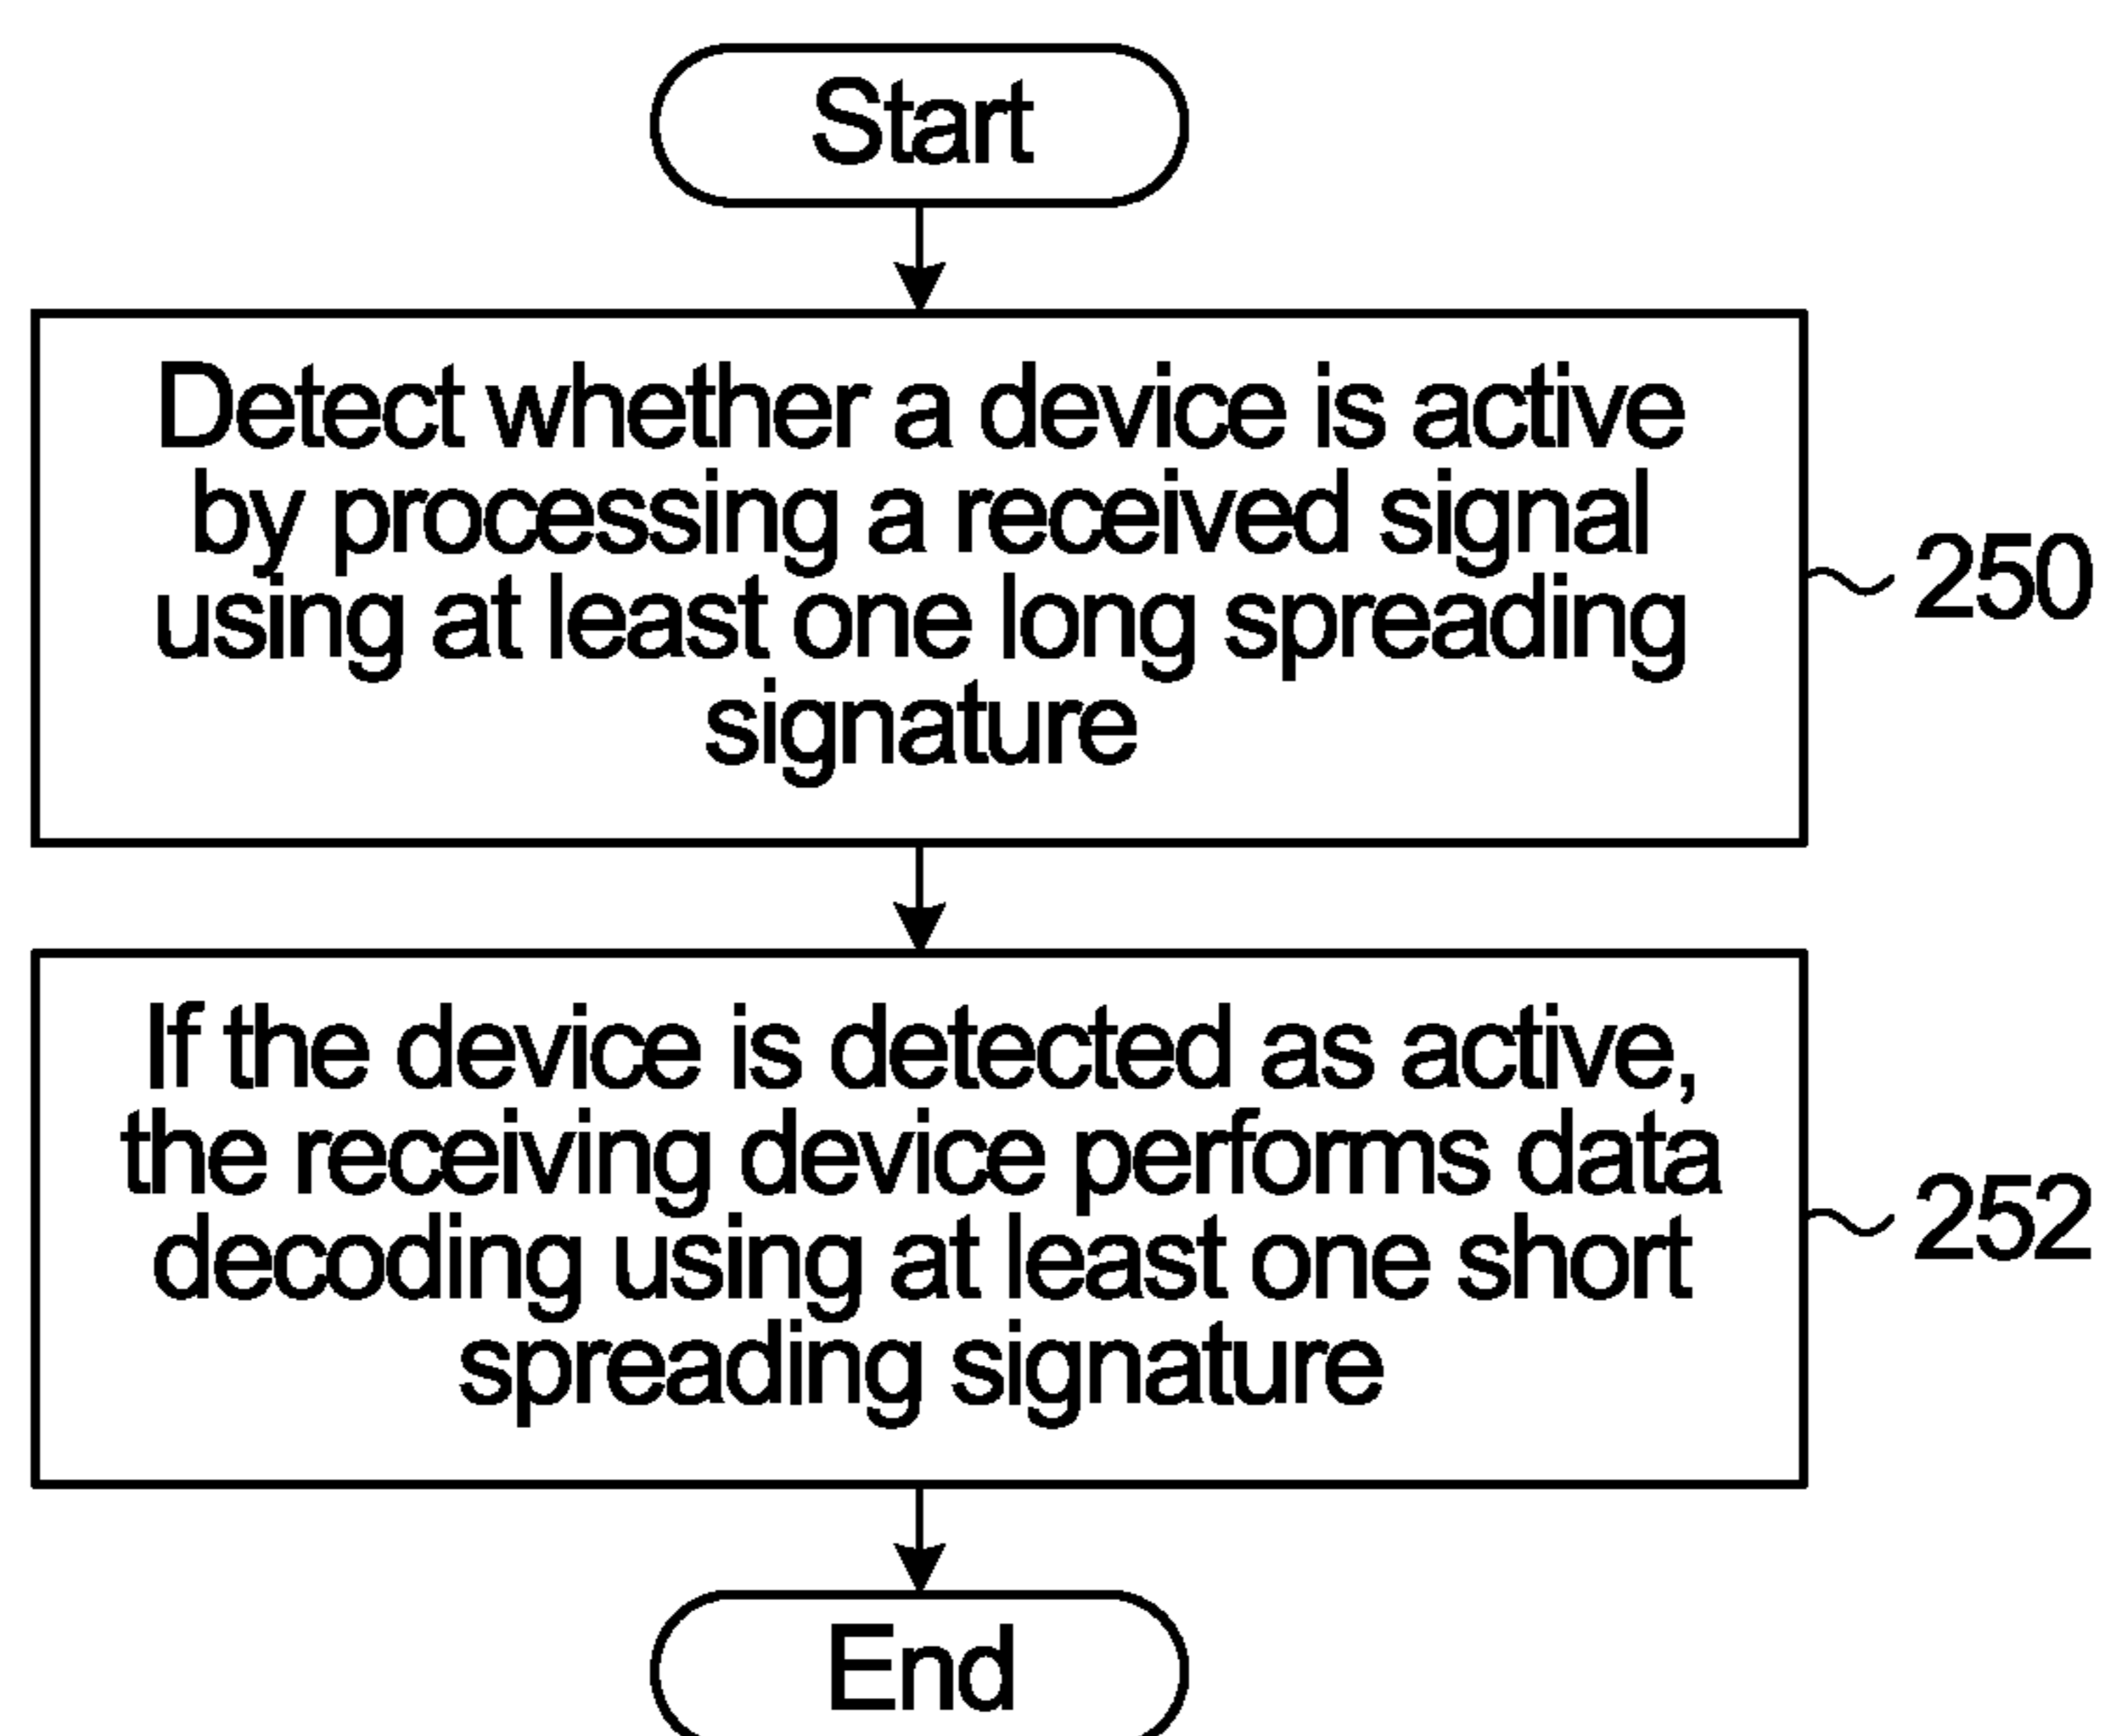 Start
Detect whether a device is active
by processing a received signal
using at least one long spreading
signature
250
If the device is detected as active,
the receiving device performs data
decoding using at least one short
spreading signature
252
End